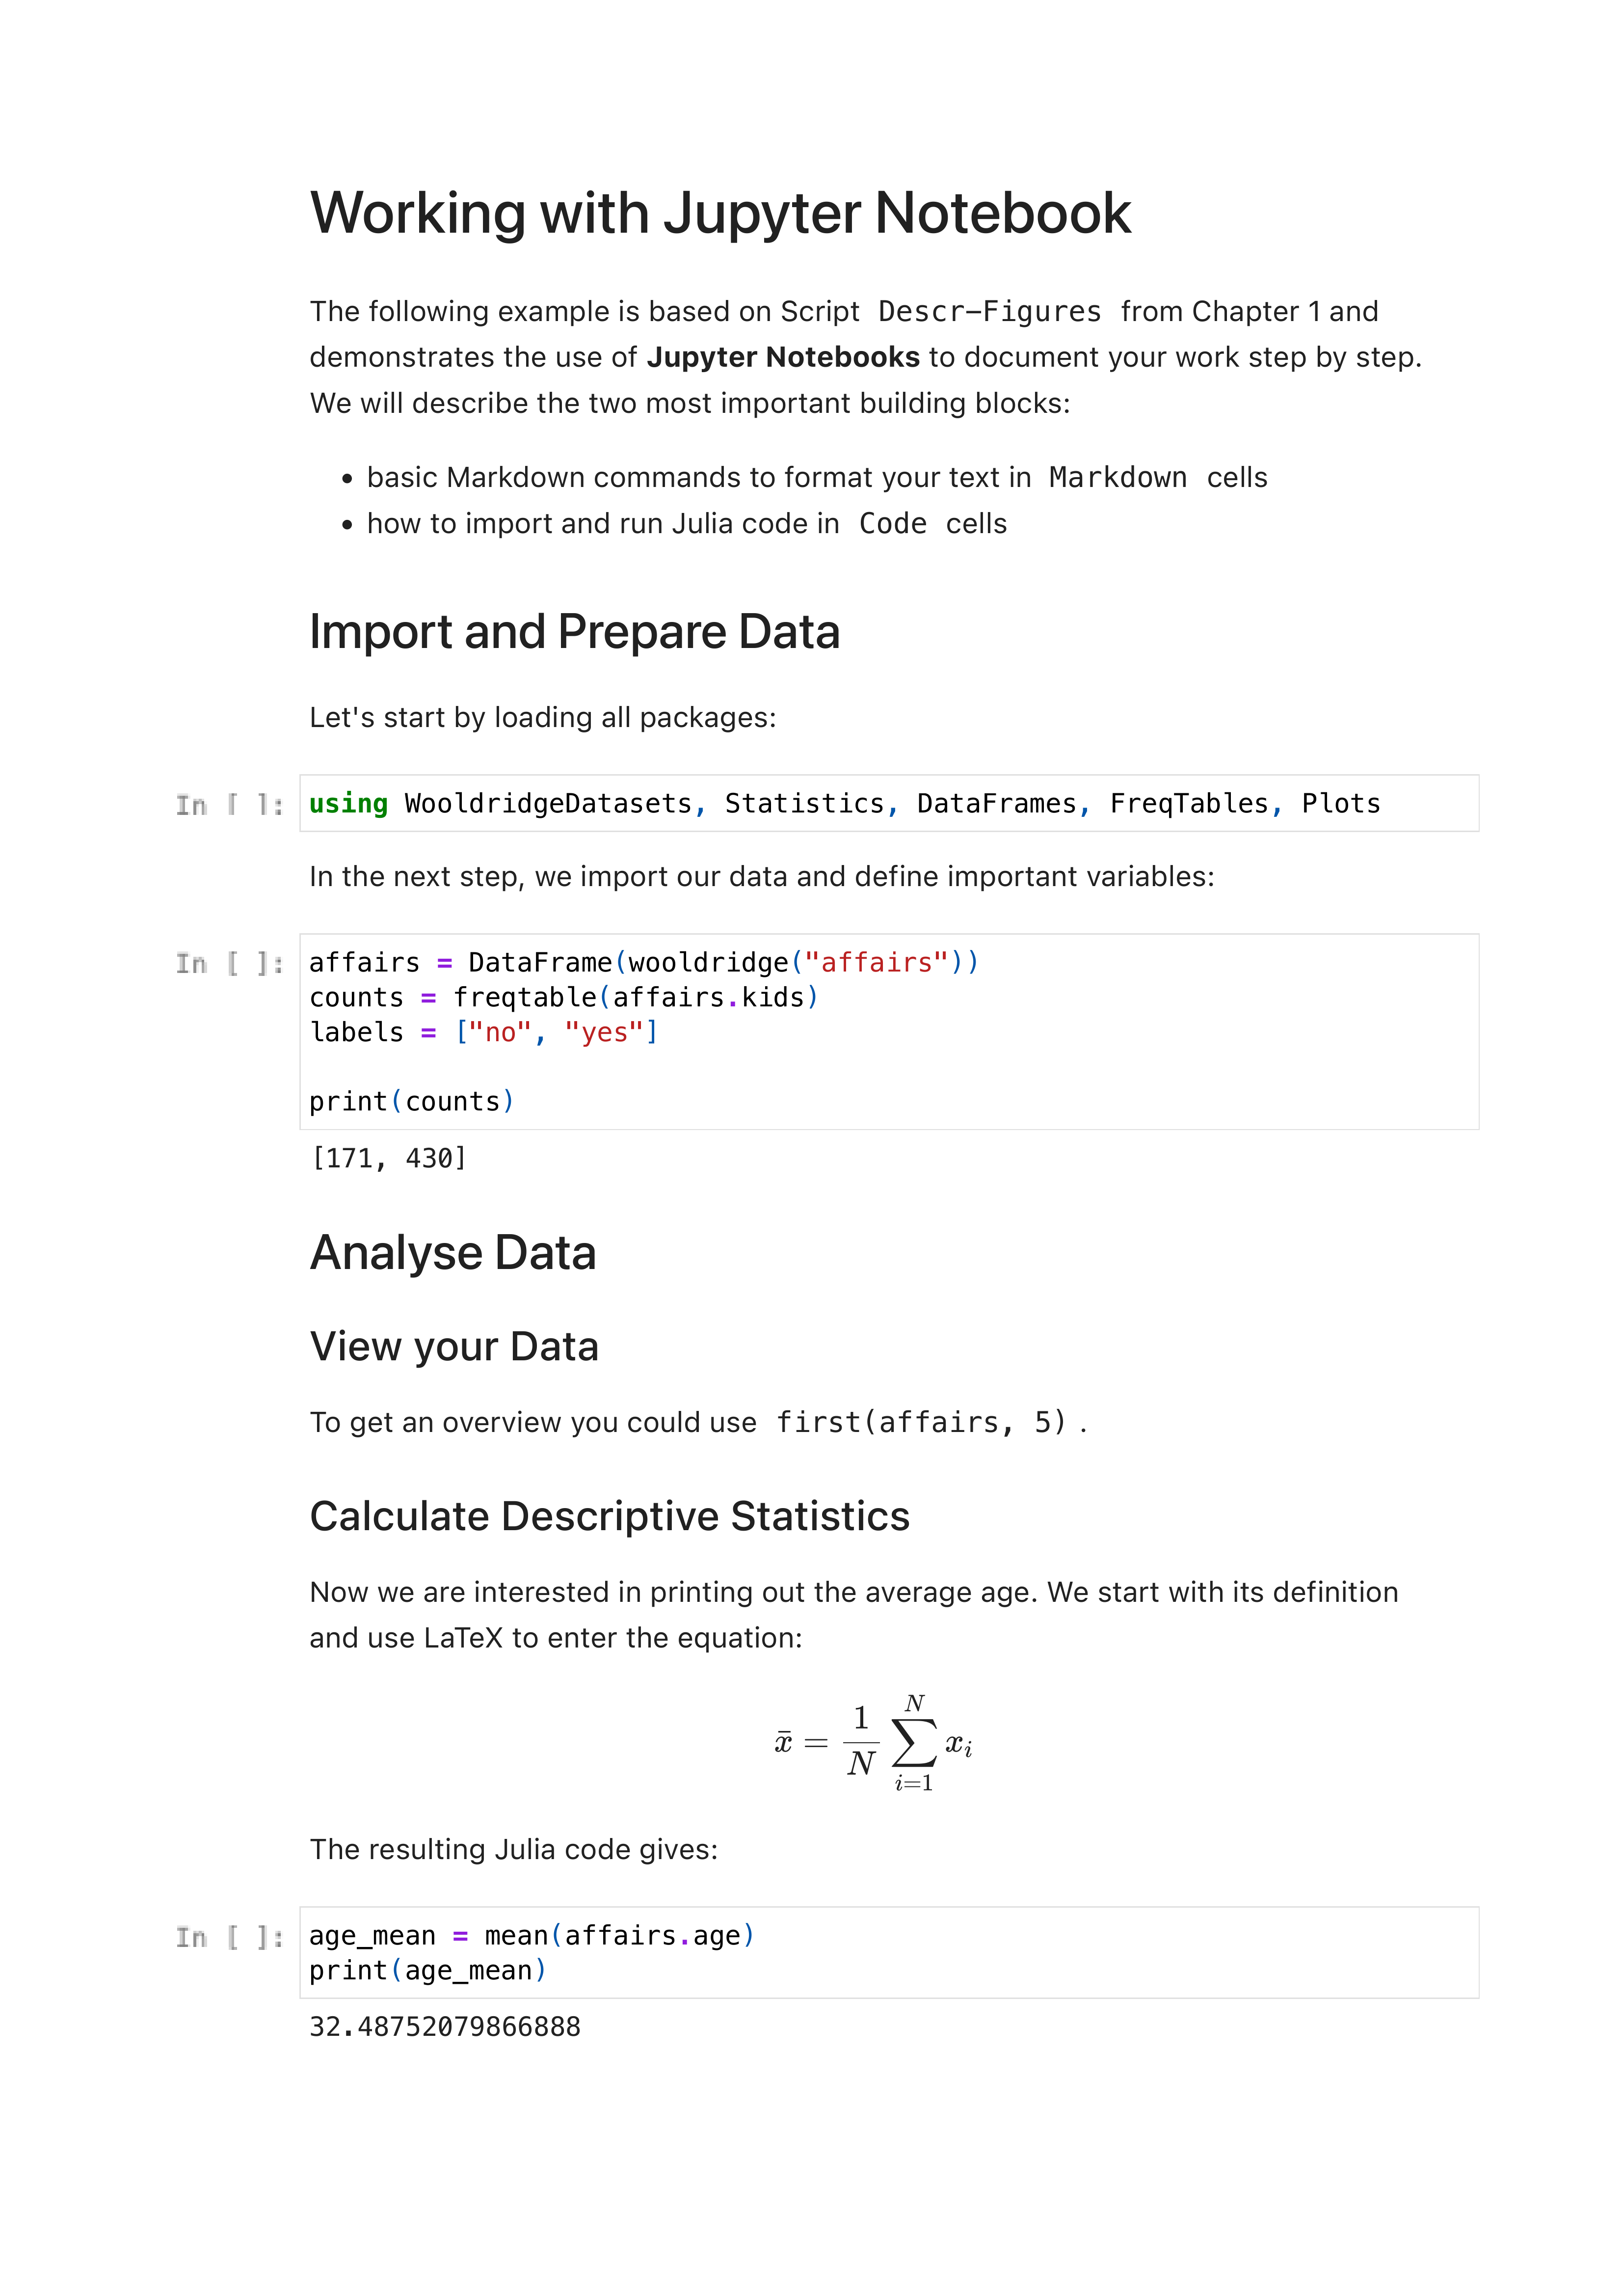 Working with Jupyter Notebook
The following example is based on Script Descr-Figures from Chapter 1 and
demonstrates the use of Jupyter Notebooks to document your work step by step.
We will describe the two most important building blocks:
• basic Markdown commands to format your text in Markdown cells
• how to import and run Julia code in Code cells
Import and Prepare Data
Let's start by loading all packages:
In [ ]: using WooldridgeDatasets, Statistics, DataFrames, FreqTables, Plots
In the next step, we import our data and define important variables:
In [ ]: affairs = DataFrame(wooldridge("affairs"))
counts = freqtable(affairs.kids)
labels = ["no", "yes"]
print(counts)
[171, 430]
Analyse Data
View your Data
To get an overview you could use first(affairs, 5) .
Calculate Descriptive Statistics
Now we are interested in printing out the average age. We start with its definition
and use LaTeX to enter the equation:
x̄ = 1/N ∑_{i=1}^{N} x_i
The resulting Julia code gives:
In [ ]: age_mean = mean(affairs.age)
print(age_mean)
32.48752079866888